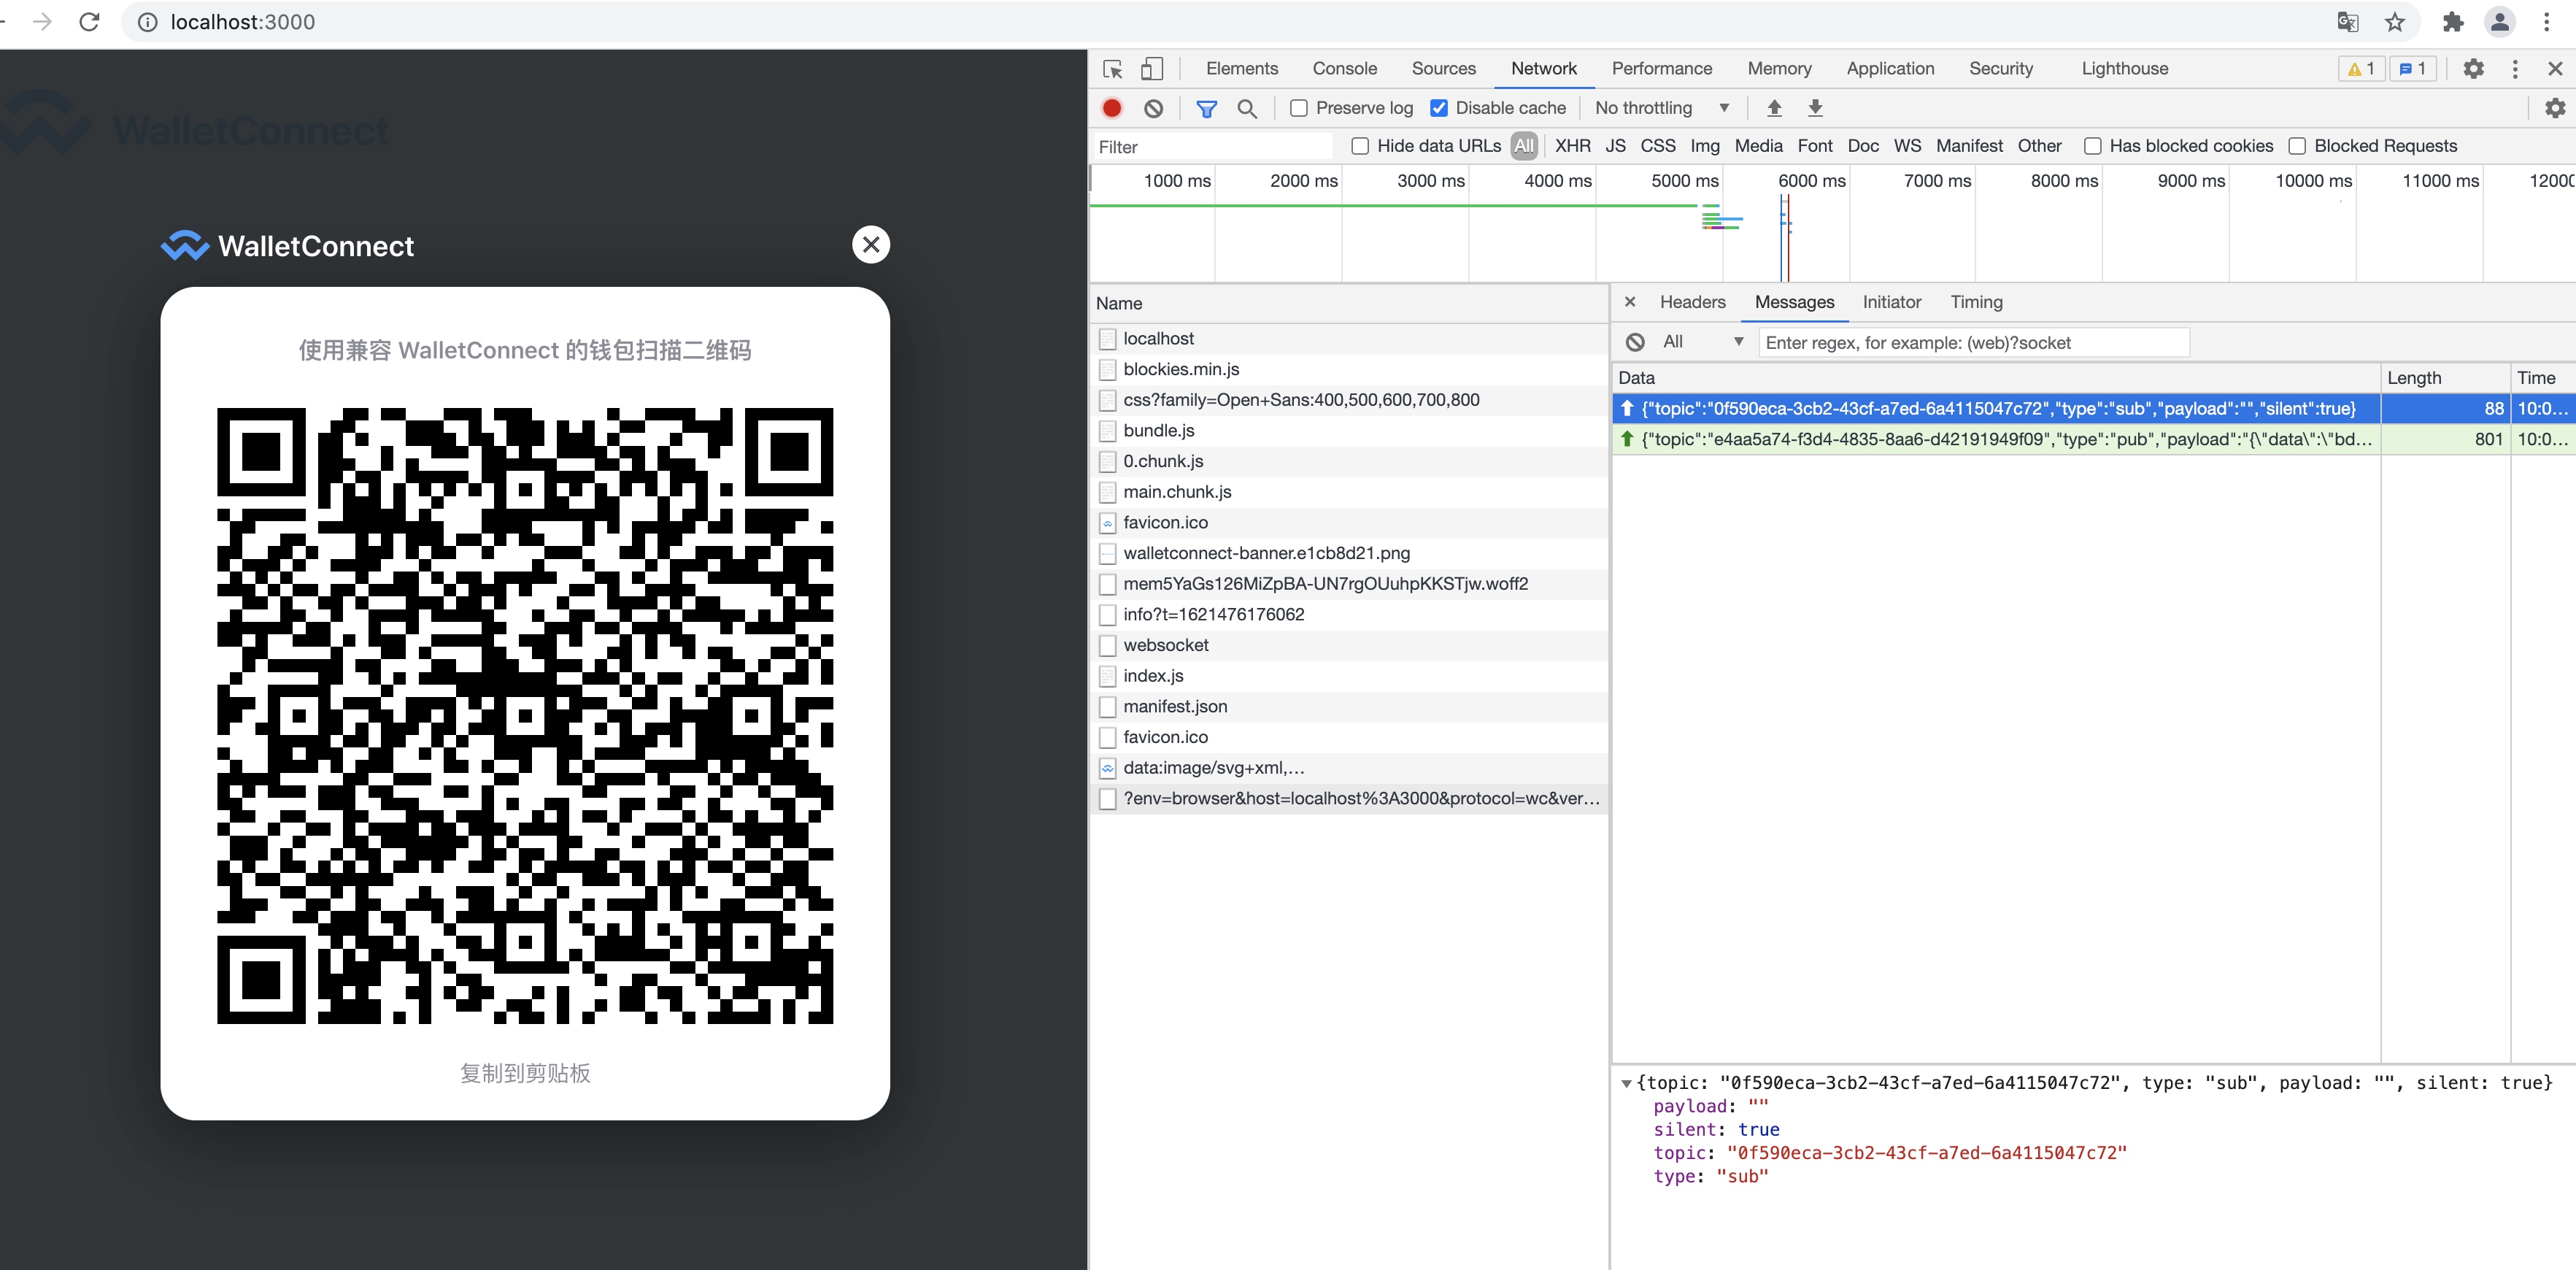 localhost:3000
WalletConnect
WalletConnect
使用兼容 WalletConnect 的钱包扫描二维码
复制到剪贴板
Elements Console Sources Network Performance Memory Application Security Lighthouse 1 1
Preserve log Disable cache No throttling
Filter Hide data URLs All XHR JS CSS Img Media Font Doc WS Manifest Other Has blocked cookies Blocked Requests
1000 ms 2000 ms 3000 ms 4000 ms 5000 ms 6000 ms 7000 ms 8000 ms 9000 ms 10000 ms 11000 ms 12000
Name
localhost
blockies.min.js
css?family=Open+Sans:400,500,600,700,800
bundle.js
0.chunk.js
main.chunk.js
favicon.ico
walletconnect-banner.e1cb8d21.png
mem5YaGs126MiZpBA-UN7rgOUuhpKKSTjw.woff2
info?t=1621476176062
websocket
index.js
manifest.json
favicon.ico
data:image/svg+xml,…
?env=browser&host=localhost%3A3000&protocol=wc&ver…
Headers Messages Initiator Timing
All Enter regex, for example: (web)?socket
Data Length Time
{"topic":"0f590eca-3cb2-43cf-a7ed-6a4115047c72","type":"sub","payload":"","silent":true} 88 10:0…
{"topic":"e4aa5a74-f3d4-4835-8aa6-d42191949f09","type":"pub","payload":"{\"data\":\"bd… 801 10:0…
{topic: "0f590eca-3cb2-43cf-a7ed-6a4115047c72", type: "sub", payload: "", silent: true}
payload: ""
silent: true
topic: "0f590eca-3cb2-43cf-a7ed-6a4115047c72"
type: "sub"